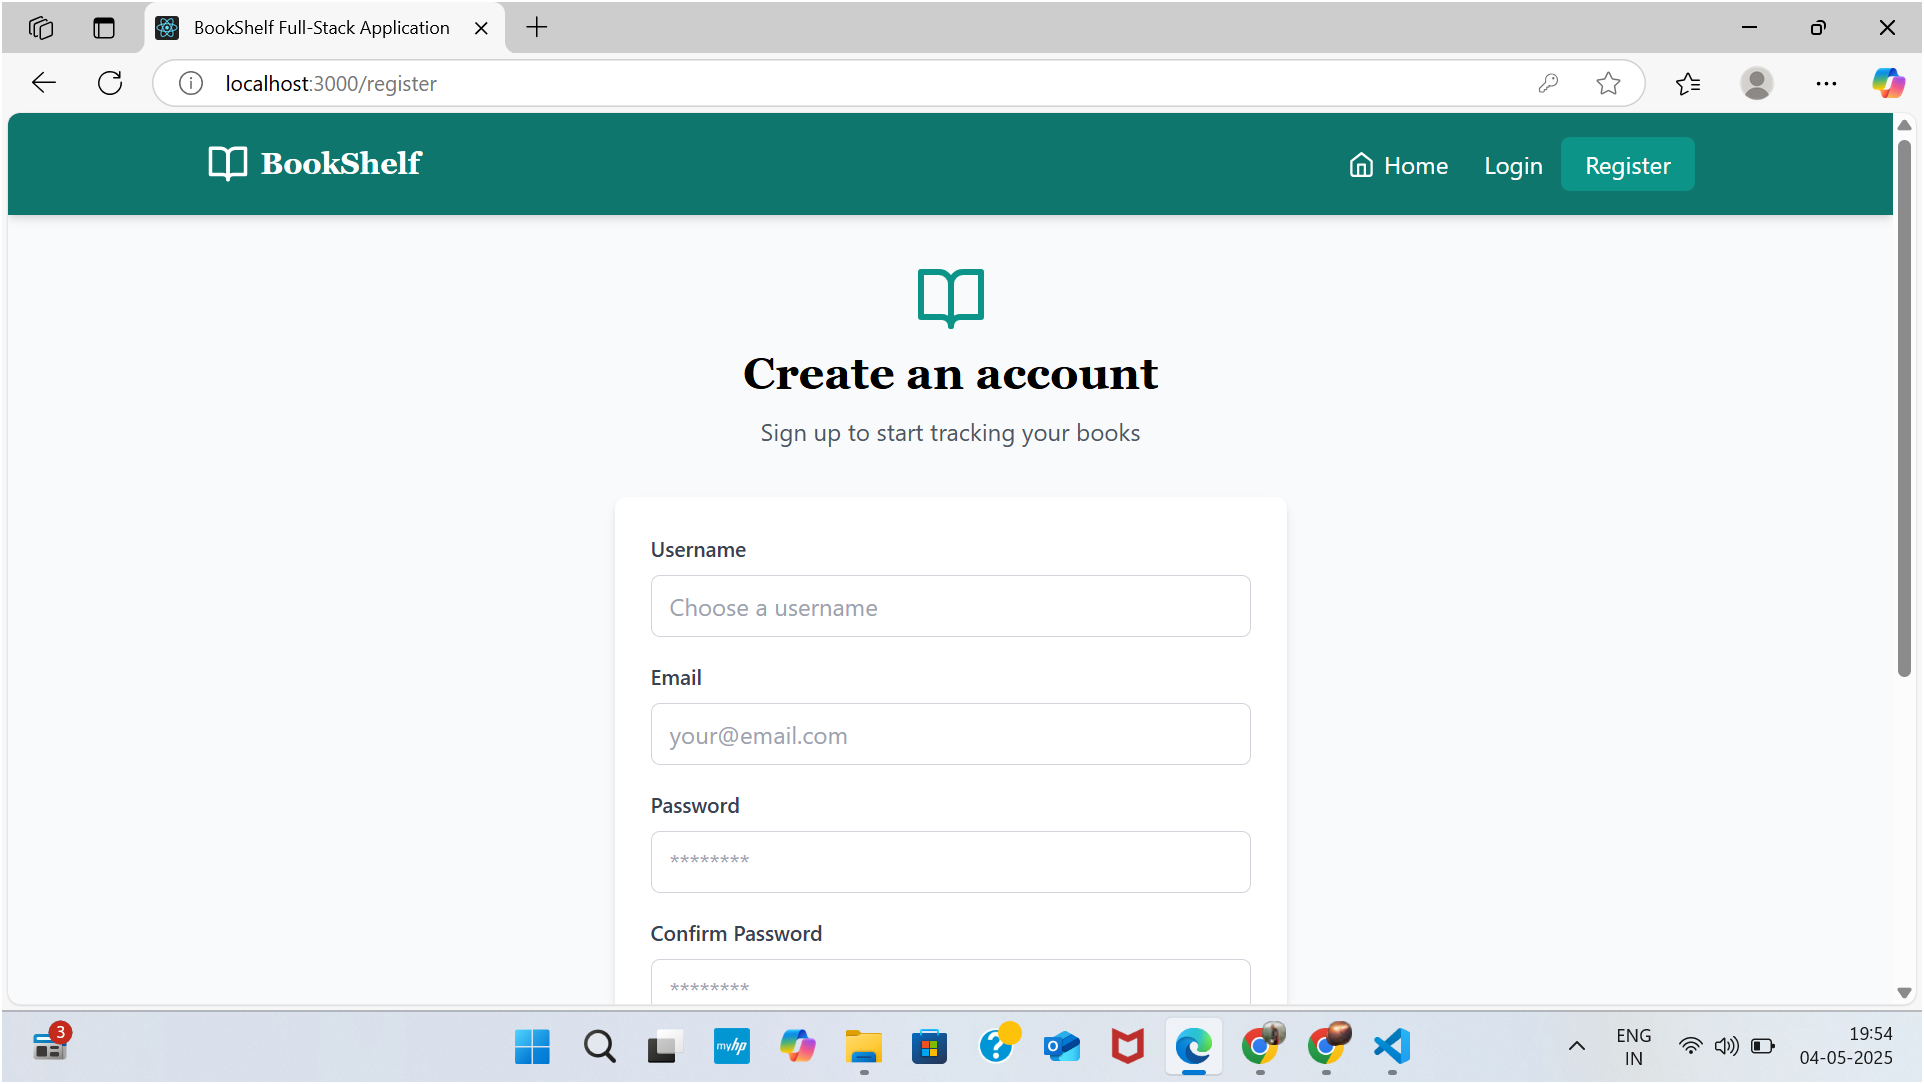 BookShelf Full-Stack Application
localhost:3000/register
BookShelf
Home
Login
Register
Create an account
Sign up to start tracking your books
Username
Choose a username
Email
your@email.com
Password
********
Confirm Password
********
3
myhp
ENG
IN
19:54
04-05-2025